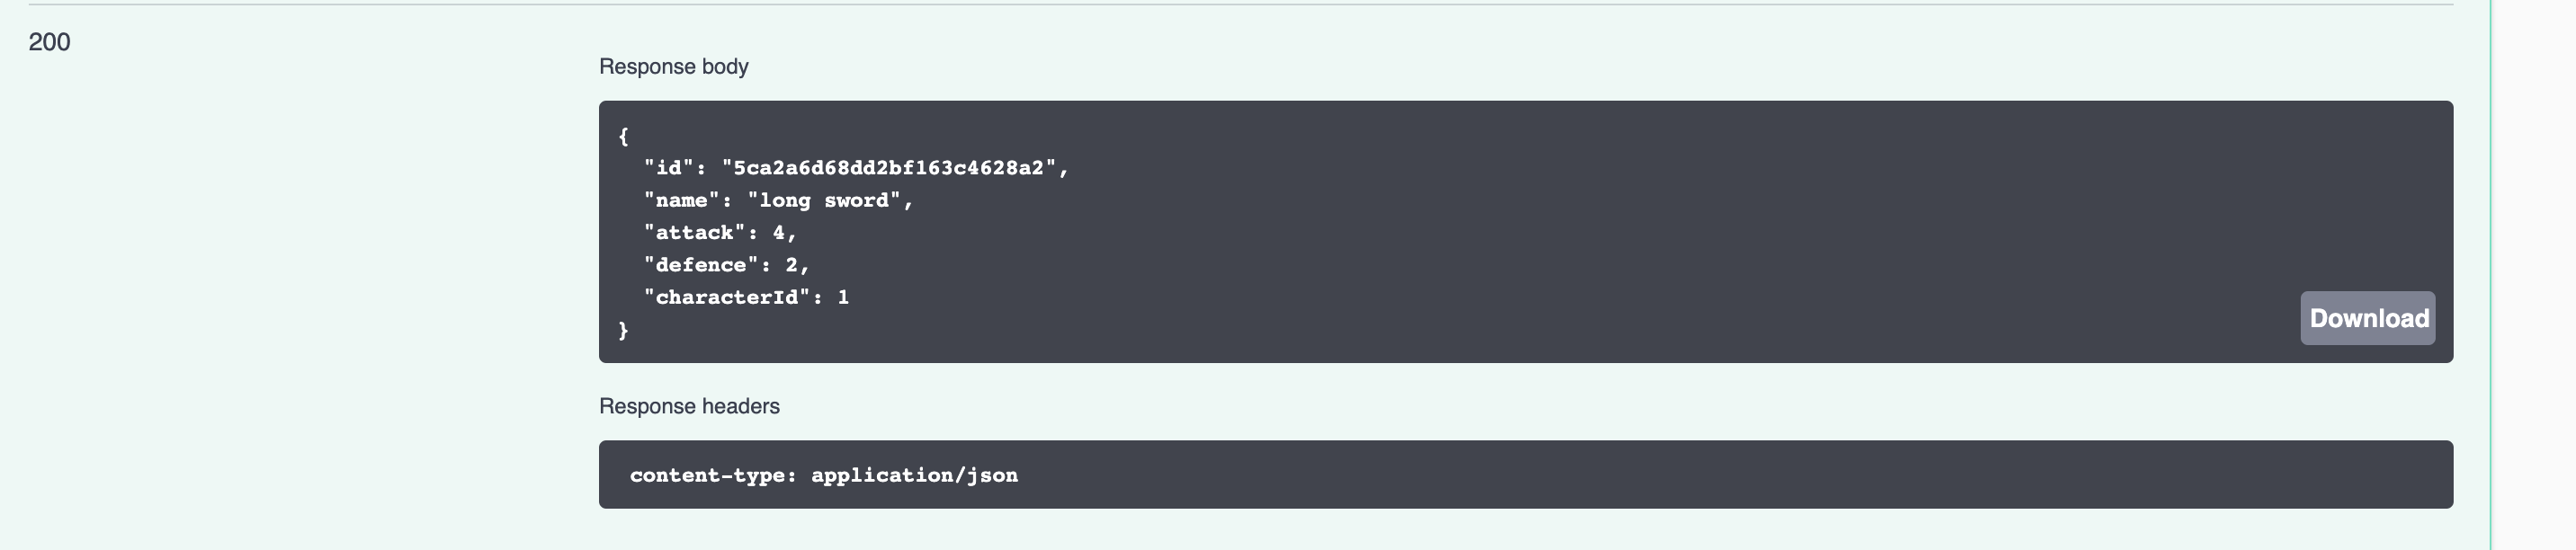 200
Response body
{
"id": "5ca2a6d68dd2bf163c4628a2",
"name": "long sword",
"attack": 4,
"defence": 2,
"characterId": 1
}
Download
Response headers
content-type: application/json